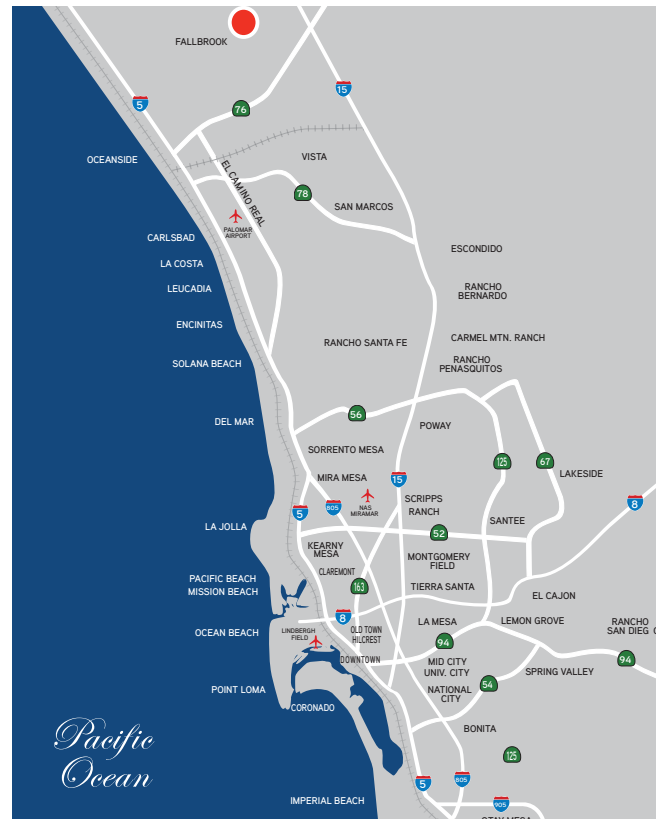 FALLBROOK
15
5
76
OCEANSIDE
VISTA
EL CAMINO REAL
78
SAN MARCOS
PALOMAR
AIRPORT
CARLSBAD
ESCONDIDO
LA COSTA
LEUCADIA
RANCHO
BERNARDO
ENCINITAS
RANCHO SANTA FE
CARMEL MTN. RANCH
SOLANA BEACH
RANCHO
PENASQUITOS
56
DEL MAR
POWAY
SORRENTO MESA
125
67
LAKESIDE
MIRA MESA
15
NAS
MIRAMAR
SCRIPPS
RANCH
8
5
805
LA JOLLA
SANTEE
52
KEARNY
MESA
MONTGOMERY
FIELD
CLAREMONT
PACIFIC BEACH
MISSION BEACH
163
TIERRA SANTA
EL CAJON
8
LA MESA
LEMON GROVE
RANCHO
SAN DIEGO
OCEAN BEACH
LINDBERGH
FIELD
OLD TOWN
HILCREST
94
DOWNTOWN
MID CITY
UNIV. CITY
94
SPRING VALLEY
54
POINT LOMA
NATIONAL
CITY
CORONADO
BONITA
Pacific
Ocean
125
5
805
IMPERIAL BEACH
905